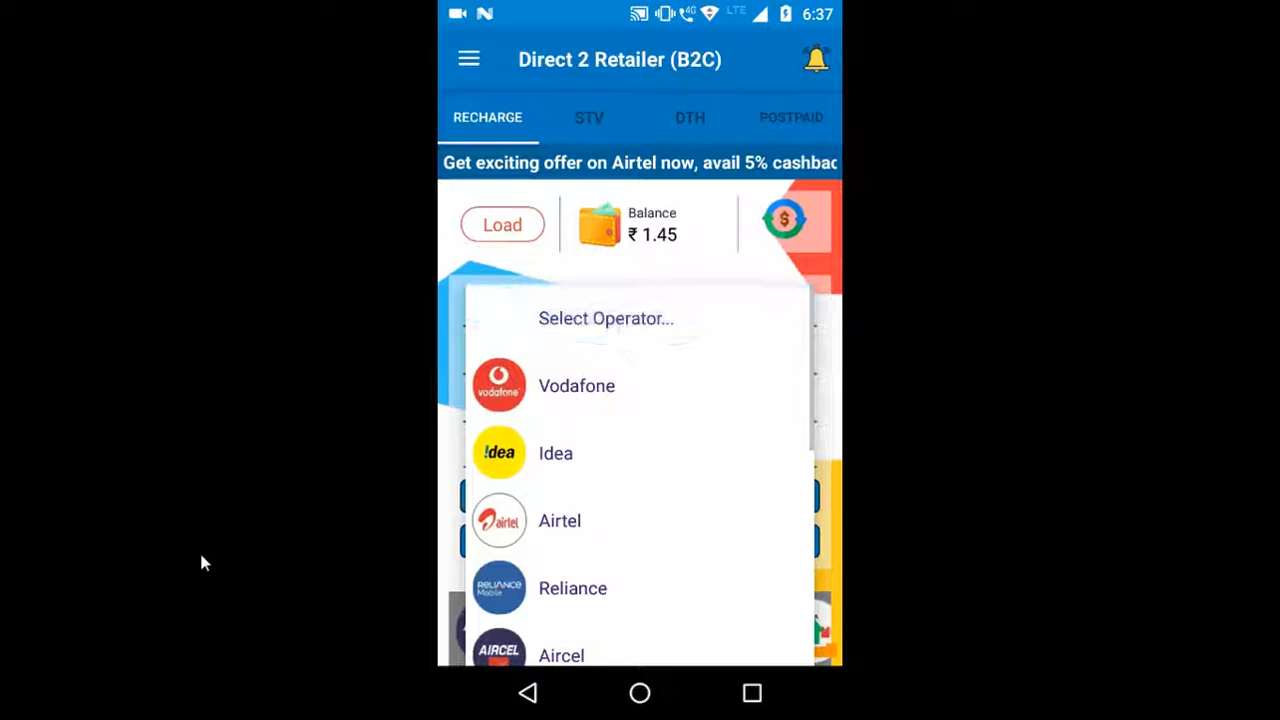 4G LTE 6:37
Direct 2 Retailer (B2C)
RECHARGE STV DTH POSTPAID
Get exciting offer on Airtel now, avail 5% cashbac
Load
Balance
₹ 1.45
$
Select Operator...
vodafone
Vodafone
!dea
Idea
airtel
Airtel
RELIANCE
Mobile
Reliance
AIRCEL
Aircel